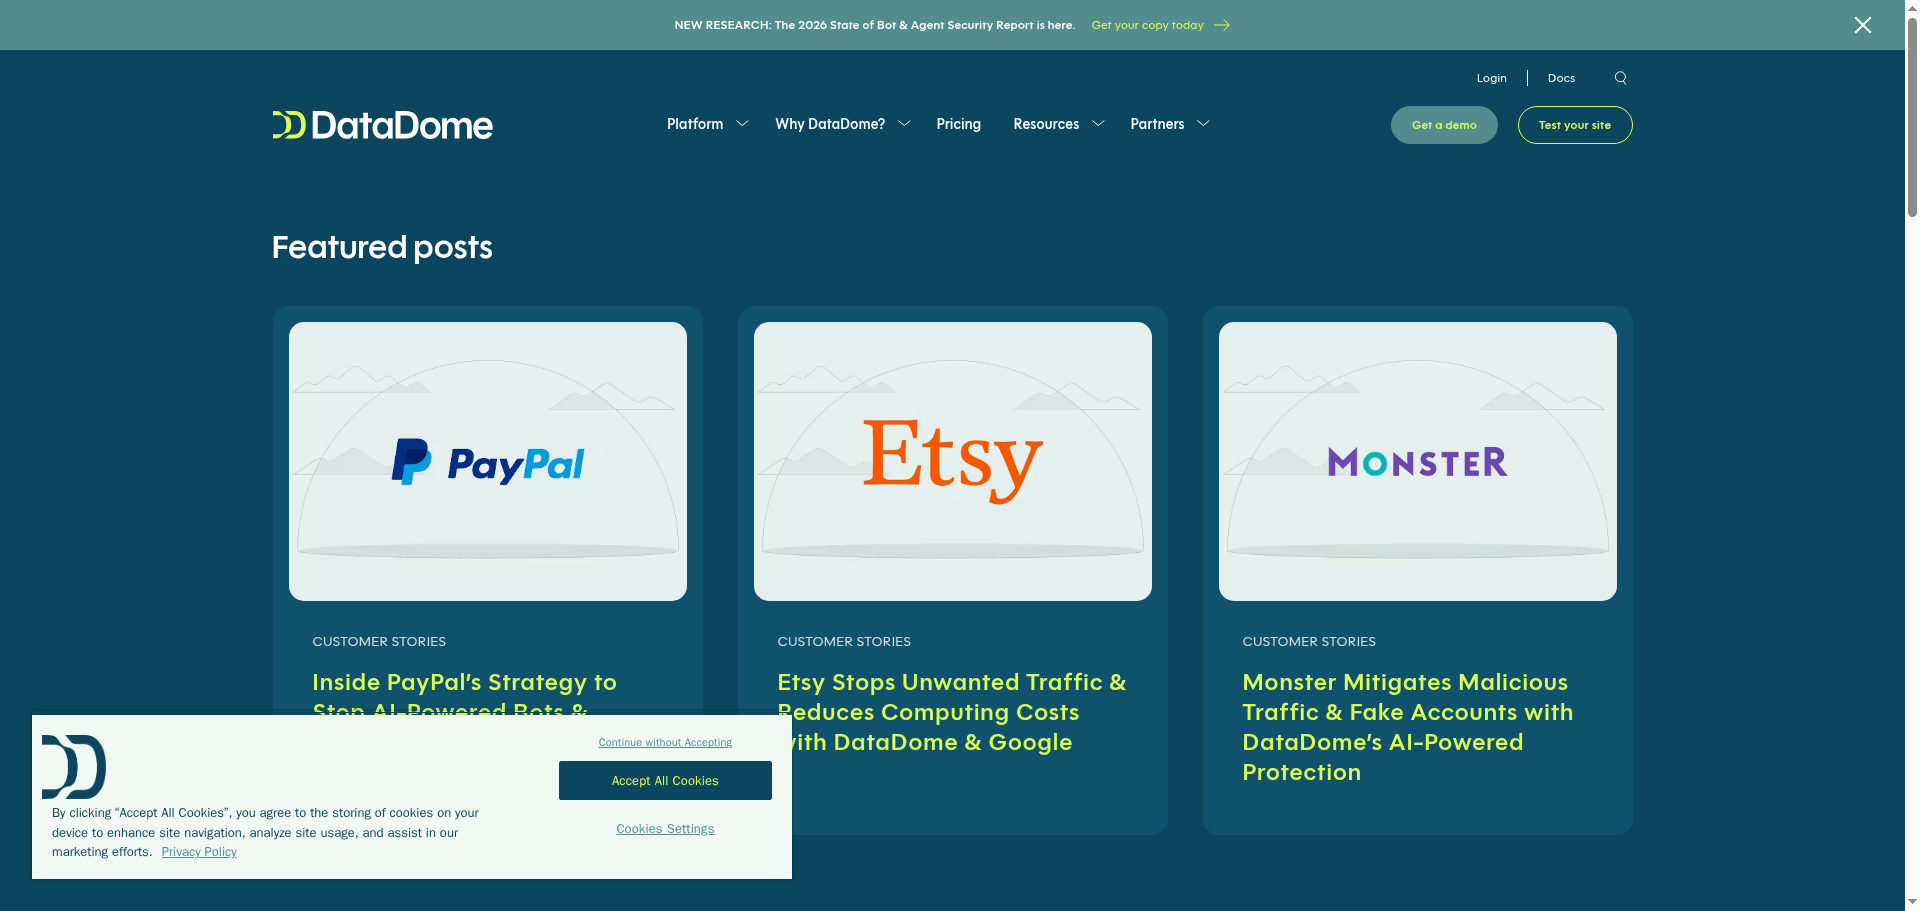 NEW RESEARCH: The 2026 State of Bot & Agent Security Report is here. Get your copy today
Login
Docs
DataDome
Platform
Why DataDome?
Pricing
Resources
Partners
Get a demo
Test your site
Featured posts
PayPal
Etsy
MONSTER
CUSTOMER STORIES
Inside PayPal’s Strategy to
Stop AI-Powered Bots &
CUSTOMER STORIES
Etsy Stops Unwanted Traffic &
Reduces Computing Costs
with DataDome & Google
CUSTOMER STORIES
Monster Mitigates Malicious
Traffic & Fake Accounts with
DataDome’s AI-Powered
Protection
By clicking “Accept All Cookies”, you agree to the storing of cookies on your
device to enhance site navigation, analyze site usage, and assist in our
marketing efforts. Privacy Policy
Continue without Accepting
Accept All Cookies
Cookies Settings